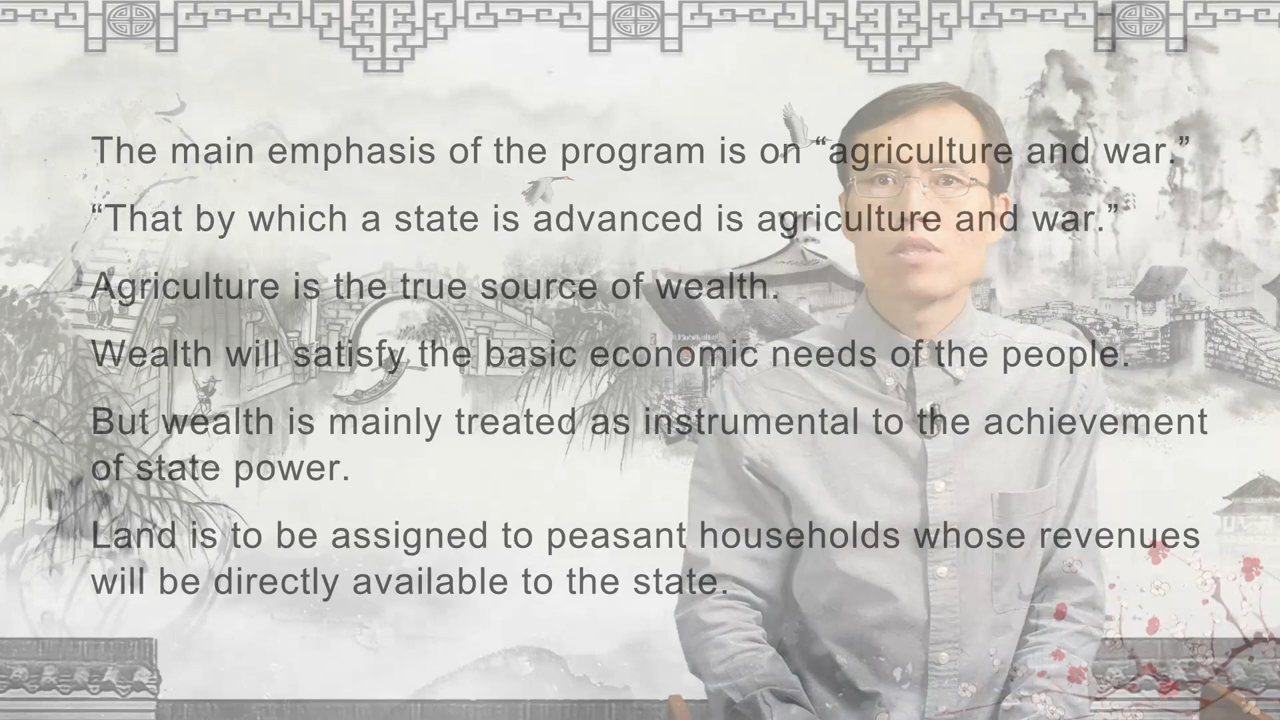 The main emphasis of the program is on “agriculture and war.”
“That by which a state is advanced is agriculture and war.”
Agriculture is the true source of wealth.
Wealth will satisfy the basic economic needs of the people.
But wealth is mainly treated as instrumental to the achievement
of state power.
Land is to be assigned to peasant households whose revenues
will be directly available to the state.